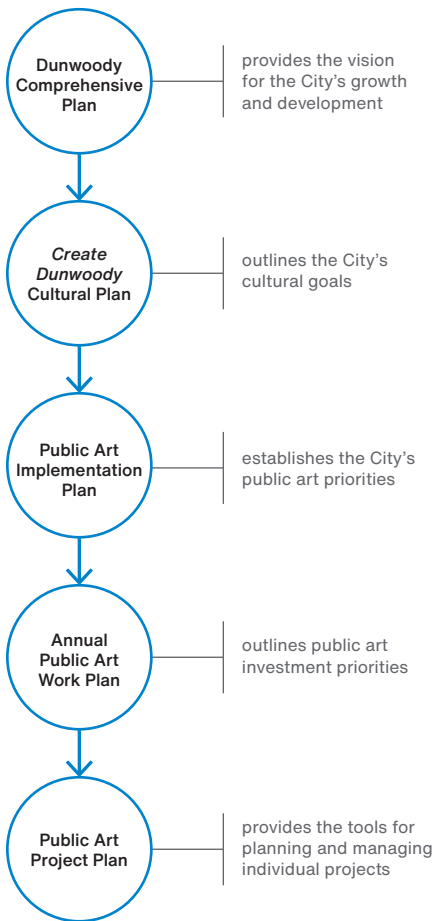 Dunwoody
Comprehensive
Plan
provides the vision
for the City's growth
and development
Create
Dunwoody
Cultural Plan
outlines the City's
cultural goals
Public Art
Implementation
Plan
establishes the City's
public art priorities
Annual
Public Art
Work Plan
outlines public art
investment priorities
Public Art
Project Plan
provides the tools for
planning and managing
individual projects